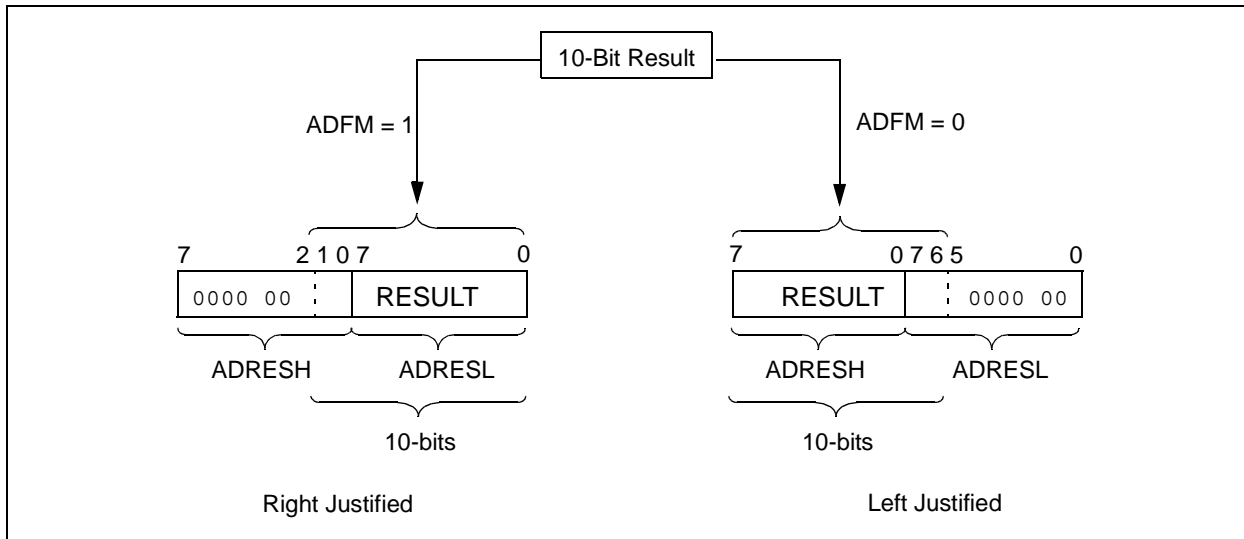 10-Bit Result
ADFM = 1
ADFM = 0
7 2 1 0 7 0
7 0 7 6 5 0
0000 00 RESULT
RESULT 0000 00
ADRESH ADRESL
ADRESH ADRESL
10-bits
10-bits
Right Justified
Left Justified